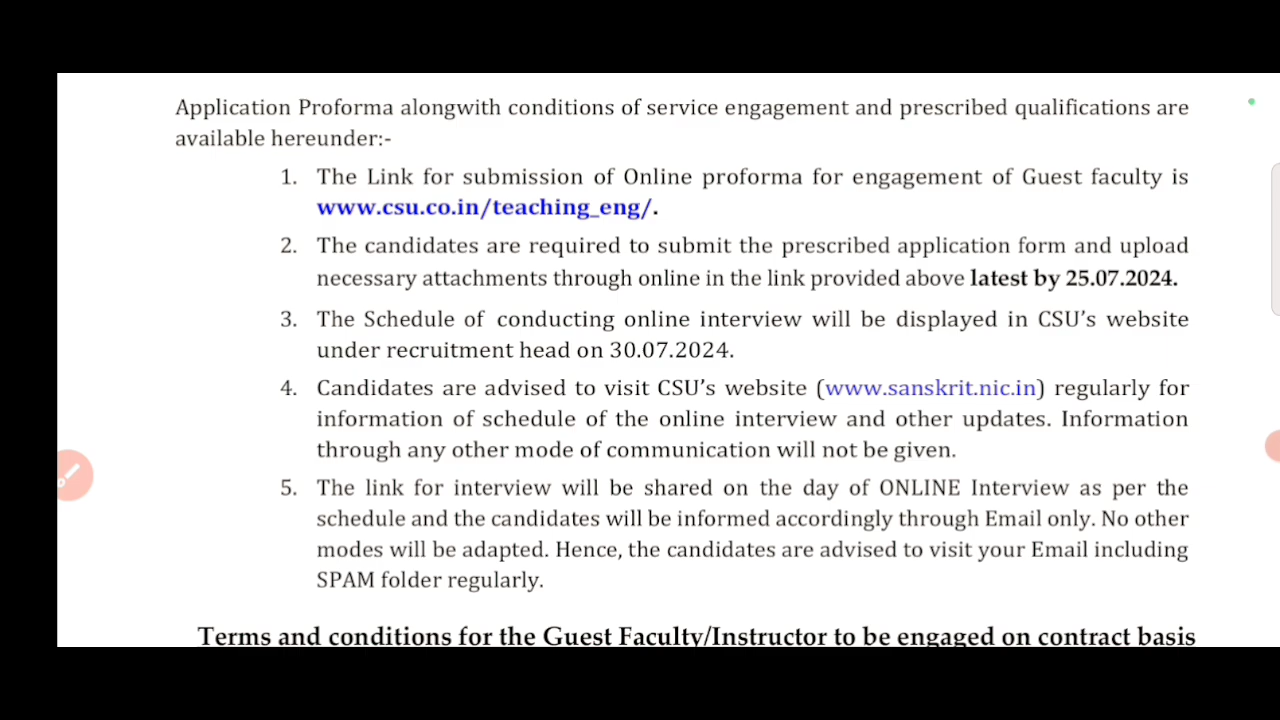 Application Proforma alongwith conditions of service engagement and prescribed qualifications are
available hereunder:-
1. The Link for submission of Online proforma for engagement of Guest faculty is
www.csu.co.in/teaching_eng/.
2. The candidates are required to submit the prescribed application form and upload
necessary attachments through online in the link provided above latest by 25.07.2024.
3. The Schedule of conducting online interview will be displayed in CSU’s website
under recruitment head on 30.07.2024.
4. Candidates are advised to visit CSU’s website (www.sanskrit.nic.in) regularly for
information of schedule of the online interview and other updates. Information
through any other mode of communication will not be given.
5. The link for interview will be shared on the day of ONLINE Interview as per the
schedule and the candidates will be informed accordingly through Email only. No other
modes will be adapted. Hence, the candidates are advised to visit your Email including
SPAM folder regularly.
Terms and conditions for the Guest Faculty/Instructor to be engaged on contract basis